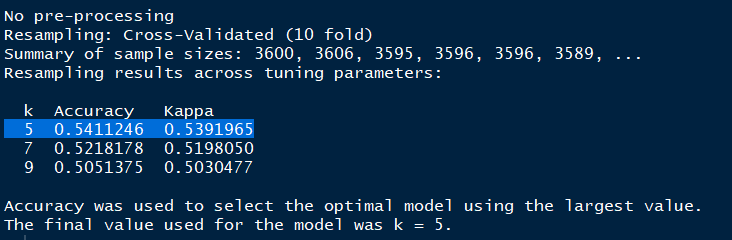 No pre-processing
Resampling: Cross-Validated (10 fold)
Summary of sample sizes: 3600, 3606, 3595, 3596, 3596, 3589, ...
Resampling results across tuning parameters:
k  Accuracy   Kappa
5  0.5411246  0.5391965
7  0.5218178  0.5198050
9  0.5051375  0.5030477
Accuracy was used to select the optimal model using the largest value.
The final value used for the model was k = 5.